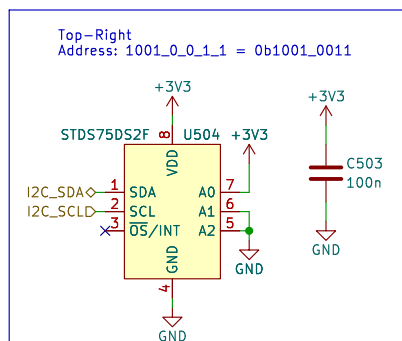 Top-Right
Address: 1001_0_0_1_1 = 0b1001_0011
+3V3
+3V3
STDS75DS2F
U504
+3V3
8
VDD
C503
100n
I2C_SDA
1
SDA
A0
7
I2C_SCL
2
SCL
A1
6
3
OS/INT
A2
5
GND
4
GND
GND
GND